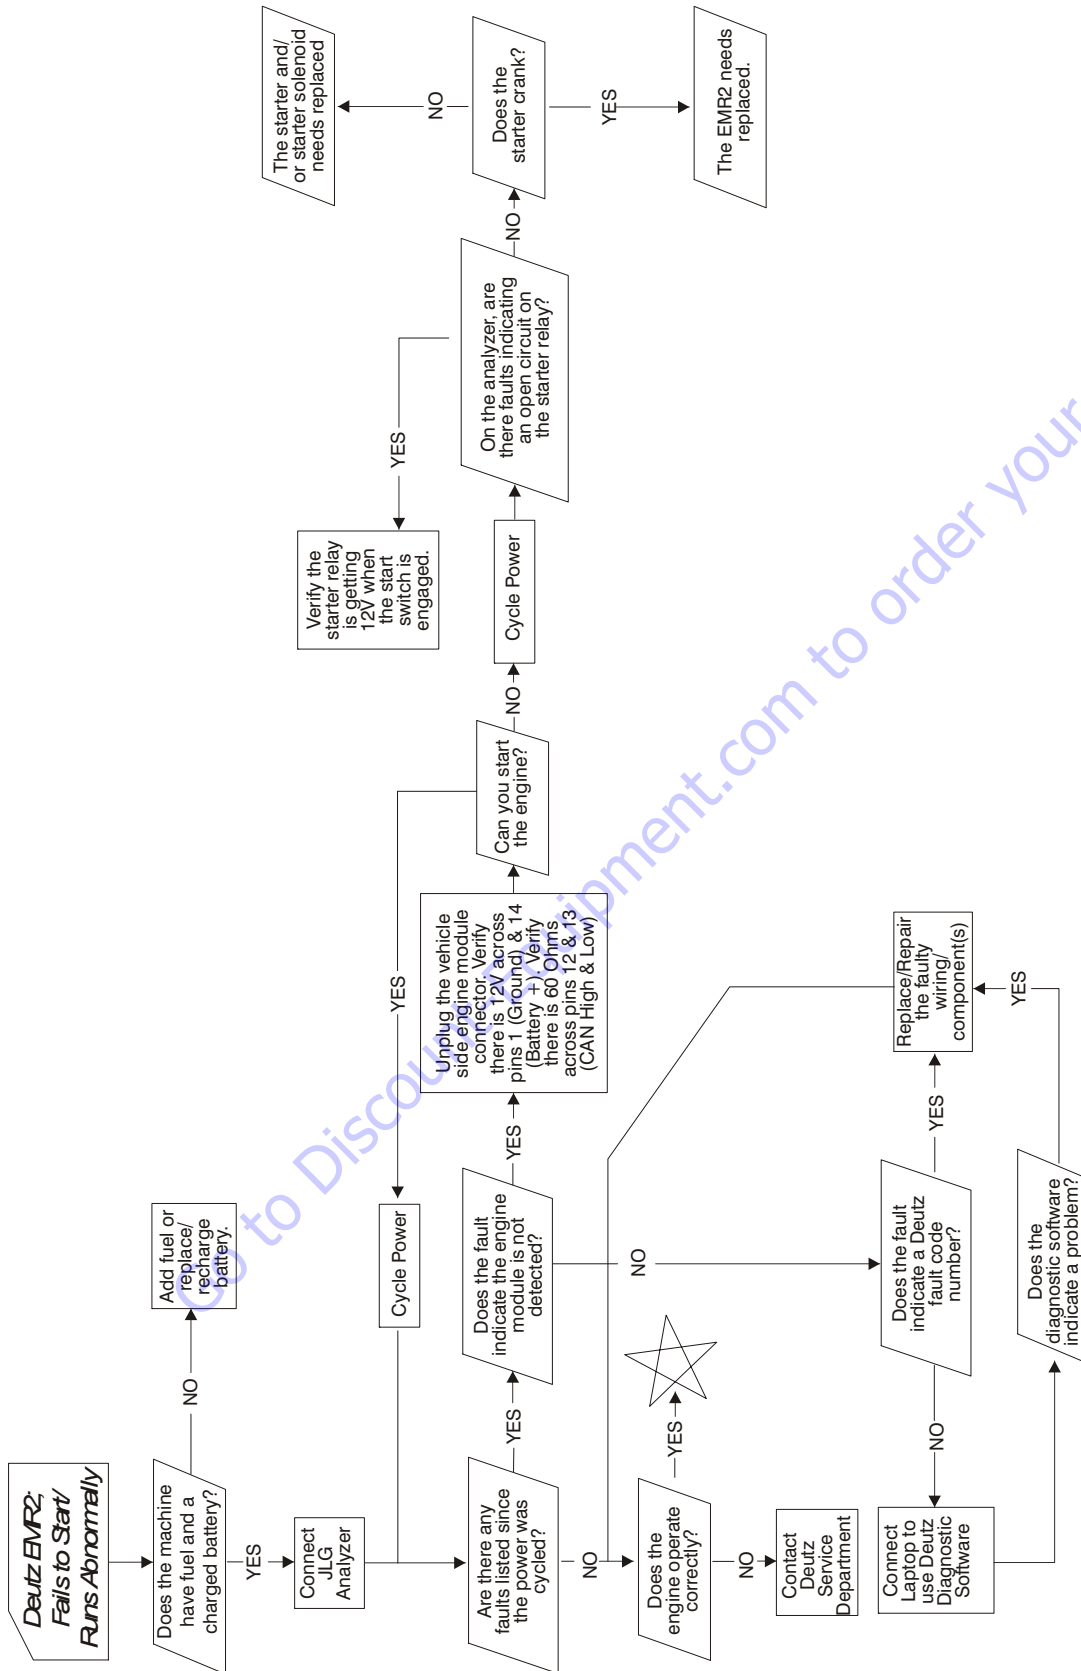 Deutz EMR2;
Fails to Start/
Runs Abnormally
Does the machine
have fuel and a
charged battery?
NO
Add fuel or
replace/
recharge
battery.
YES
Connect
JLG
Analyzer
Cycle Power
YES
Are there any
faults listed since
the power was
cycled?
YES
Does the fault
indicate the engine
module is not
detected?
YES
Unplug the vehicle
side engine module
connector. Verify
there is 12V across
pins 1 (Ground) & 14
(Battery +). Verify
there is 60 Ohms
across pins 12 & 13
(CAN High & Low)
Can you start
the engine?
NO
Cycle Power
On the analyzer, are
there faults indicating
an open circuit on
the starter relay?
YES
Verify the
starter relay
is getting
12V when
the start
switch is
engaged.
NO
Does the
starter crank?
NO
The starter and/
or starter solenoid
needs replaced
YES
The EMR2 needs
replaced.
NO
Does the
engine operate
correctly?
YES
NO
Contact
Deutz
Service
Department
NO
Does the fault
indicate a Deutz
fault code
number?
YES
Replace/Repair
the faulty
wiring/
component(s)
NO
Connect
Laptop to
use Deutz
Diagnostic
Software
Does the
diagnostic software
indicate a problem?
YES
Go to Discount-Equipment.com to order your